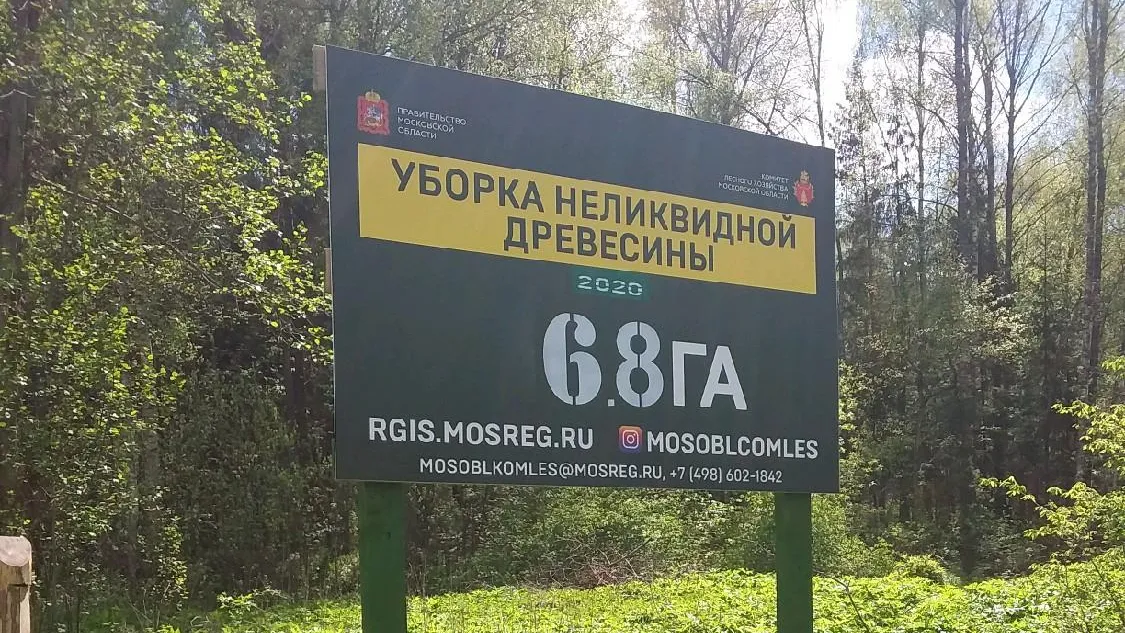 ПРАВИТЕЛЬСТВО
МОСКОВСКОЙ
ОБЛАСТИ
КОМИТЕТ
ЛЕСНОГО ХОЗЯЙСТВА
МОСКОВСКОЙ ОБЛАСТИ
УБОРКА НЕЛИКВИДНОЙ
ДРЕВЕСИНЫ
2020
6.8ГА
RGIS.MOSREG.RU MOSOBLCOMLES
MOSOBLKOMLES@MOSREG.RU, +7 (498) 602-1842